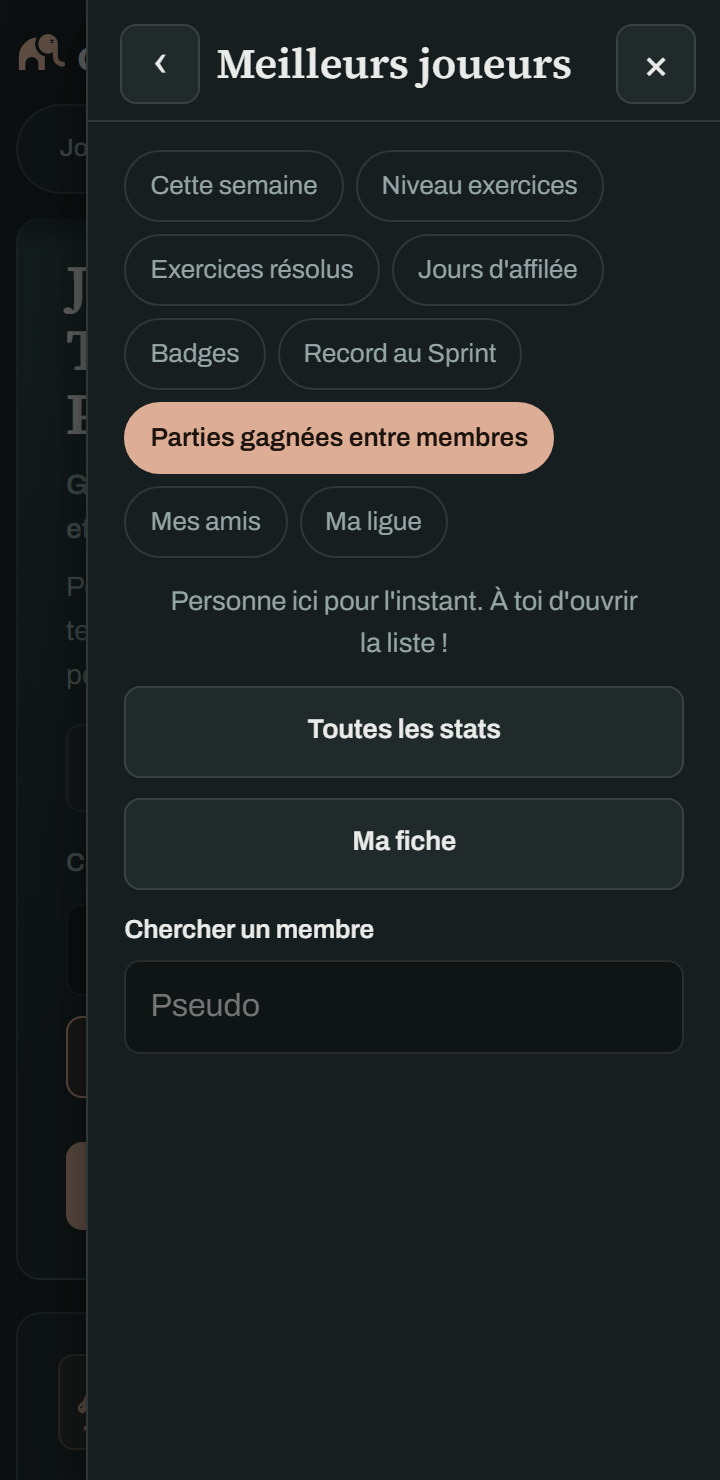 ‹
Meilleurs joueurs
×
Cette semaine
Niveau exercices
Exercices résolus
Jours d'affilée
Badges
Record au Sprint
Parties gagnées entre membres
Mes amis
Ma ligue
Personne ici pour l'instant. À toi d'ouvrir
la liste !
Toutes les stats
Ma fiche
Chercher un membre
Pseudo